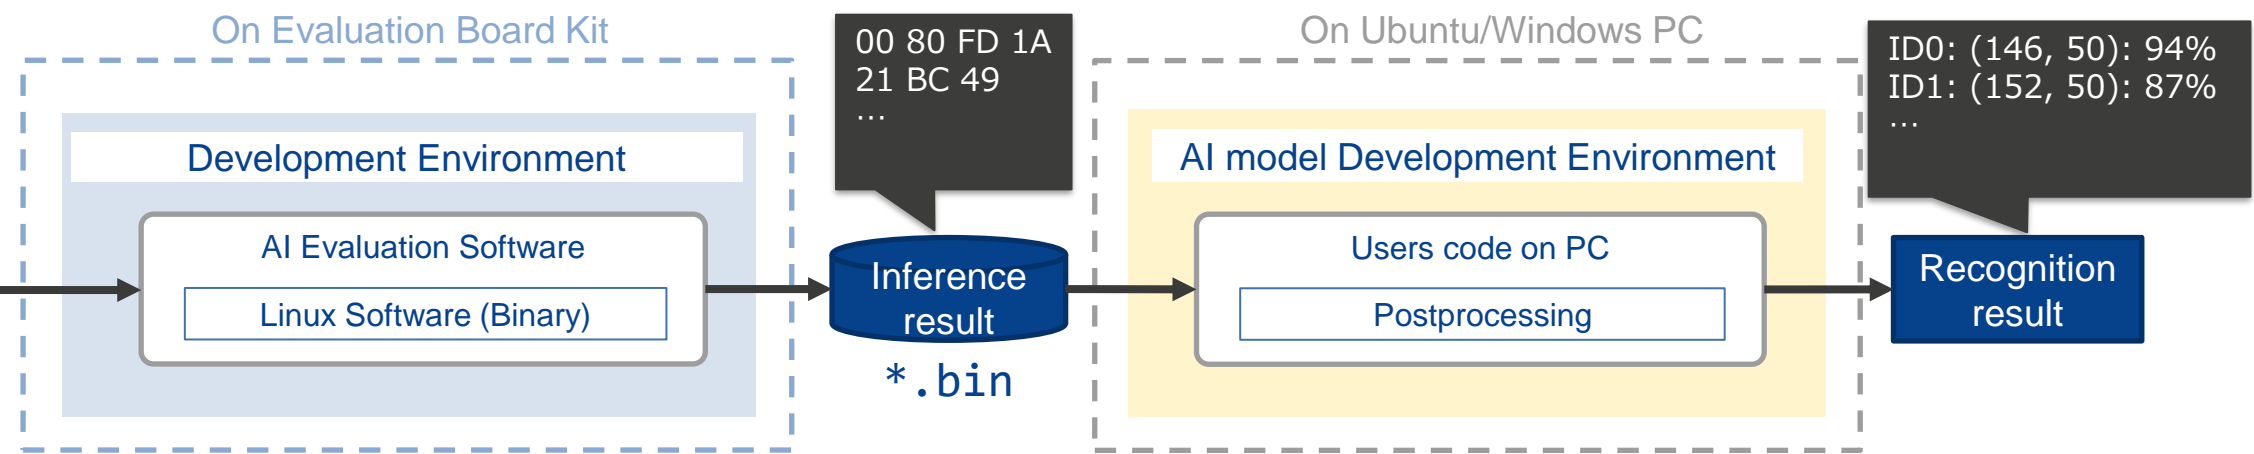 On Evaluation Board Kit
Development Environment
AI Evaluation Software
Linux Software (Binary)
00 80 FD 1A
21 BC 49
…
Inference
result
*.bin
On Ubuntu/Windows PC
AI model Development Environment
Users code on PC
Postprocessing
ID0: (146, 50): 94%
ID1: (152, 50): 87%
…
Recognition
result